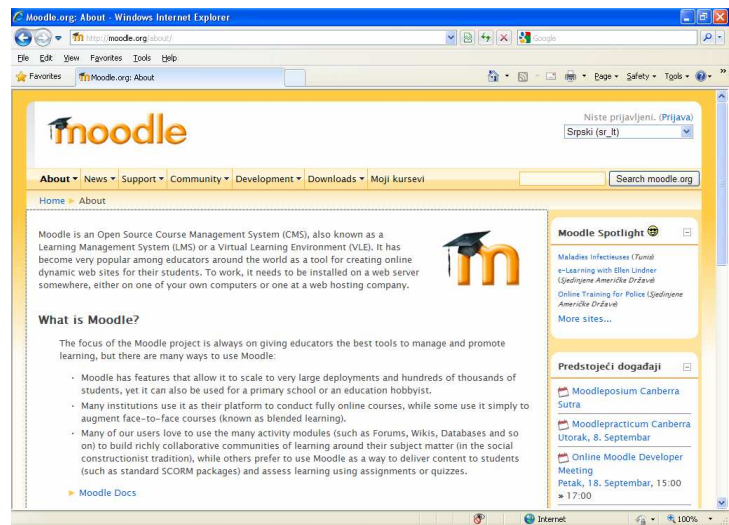 Moodle.org: About - Windows Internet Explorer
http://moodle.org/about/
Google
File Edit View Favorites Tools Help
Favorites Moodle.org: About
Page Safety Tools
moodle
Niste prijavljeni. (Prijava)
Srpski (sr_lt)
About News Support Community Development Downloads Moji kursevi
Search moodle.org
Home ► About
Moodle is an Open Source Course Management System (CMS), also known as a
Learning Management System (LMS) or a Virtual Learning Environment (VLE). It has
become very popular among educators around the world as a tool for creating online
dynamic web sites for their students. To work, it needs to be installed on a web server
somewhere, either on one of your own computers or one at a web hosting company.
m
What is Moodle?
The focus of the Moodle project is always on giving educators the best tools to manage and promote
learning, but there are many ways to use Moodle:
· Moodle has features that allow it to scale to very large deployments and hundreds of thousands of
students, yet it can also be used for a primary school or an education hobbyist.
· Many institutions use it as their platform to conduct fully online courses, while some use it simply to
augment face-to-face courses (known as blended learning).
· Many of our users love to use the many activity modules (such as Forums, Wikis, Databases and so
on) to build richly collaborative communities of learning around their subject matter (in the social
constructionist tradition), while others prefer to use Moodle as a way to deliver content to students
(such as standard SCORM packages) and assess learning using assignments or quizzes.
► Moodle Docs
Moodle Spotlight
Maladies Infectieuses (Tunis)
e-Learning with Ellen Lindner
(Sjedinjene Američke Države)
Online Training for Police (Sjedinjene
Američke Države)
More sites...
Predstojeći događaji
Moodleposium Canberra
Sutra
Moodlepracticum Canberra
Utorak, 8. Septembar
Online Moodle Developer
Meeting
Petak, 18. Septembar, 15:00
» 17:00
Internet
100%